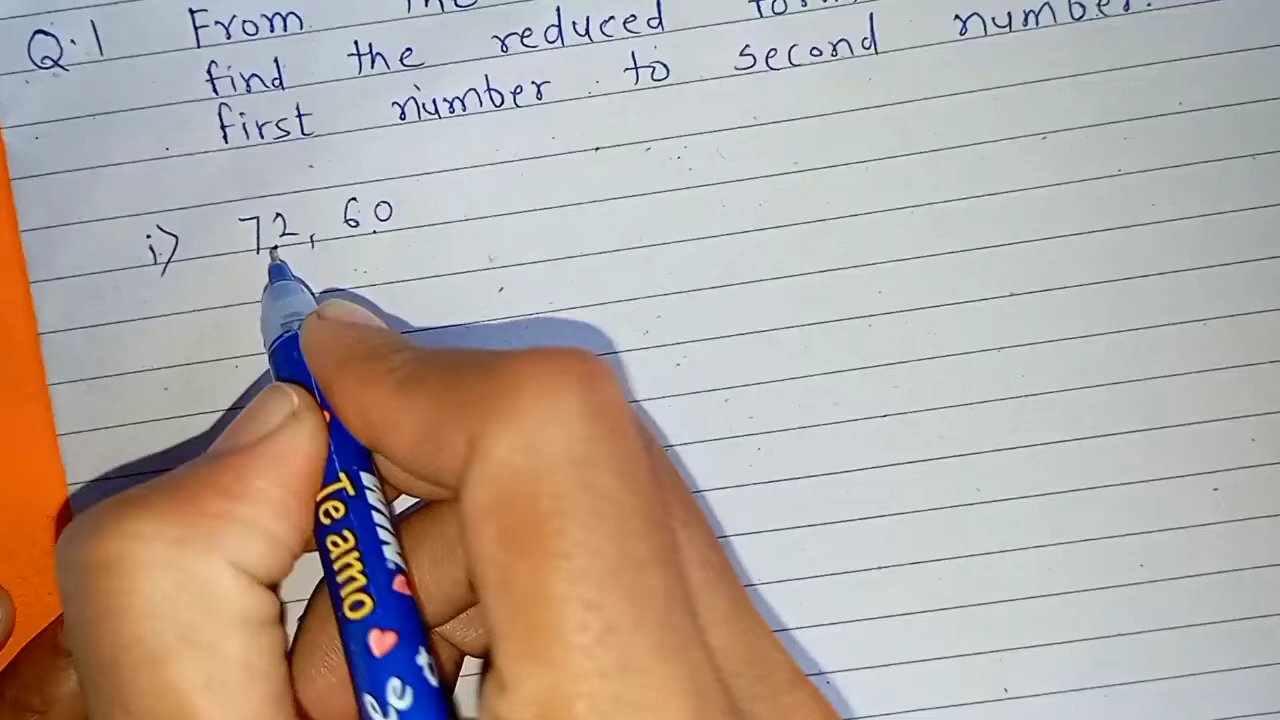 Q.1 From
find the reduced
first number to second number.
i) 72, 60
Te amo